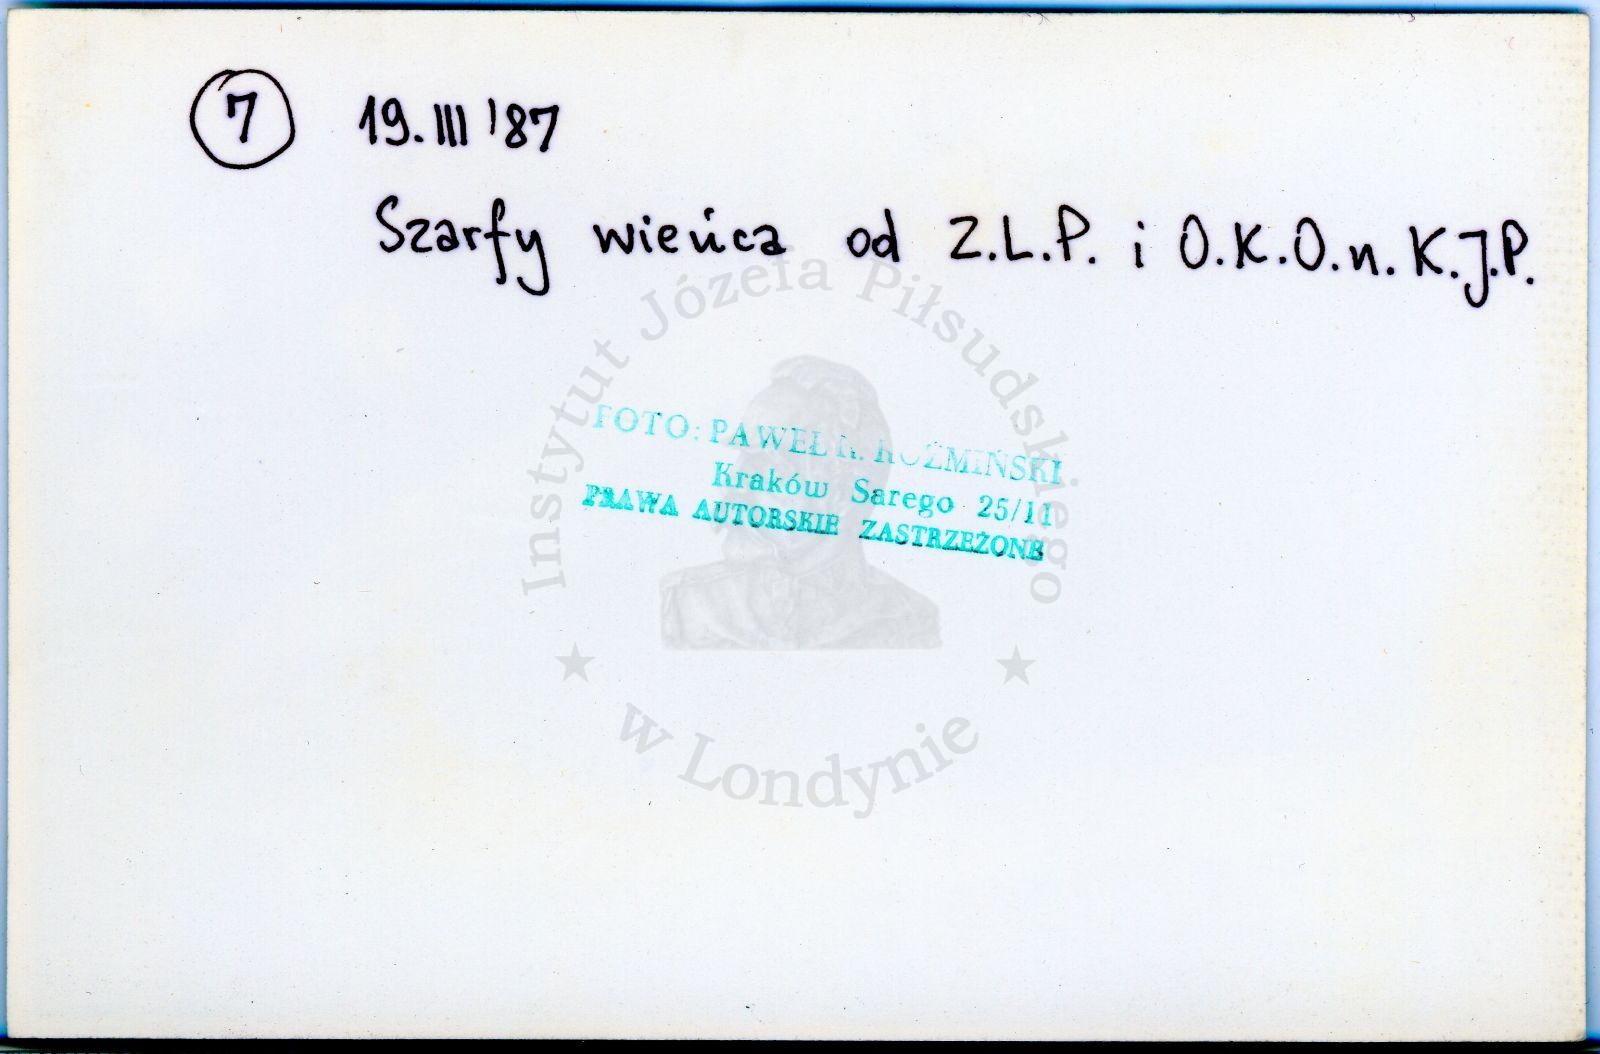 7 19.III '87
Szarfy wieńca od Z.L.P. i O.K.O.n.K.J.P.
Instytut Józefa Piłsudskiego
FOTO: PAWEŁ R. ROŹMIŃSKI
Kraków Sarego 25/11
PRAWA AUTORSKIE ZASTRZEŻONE
w Londynie